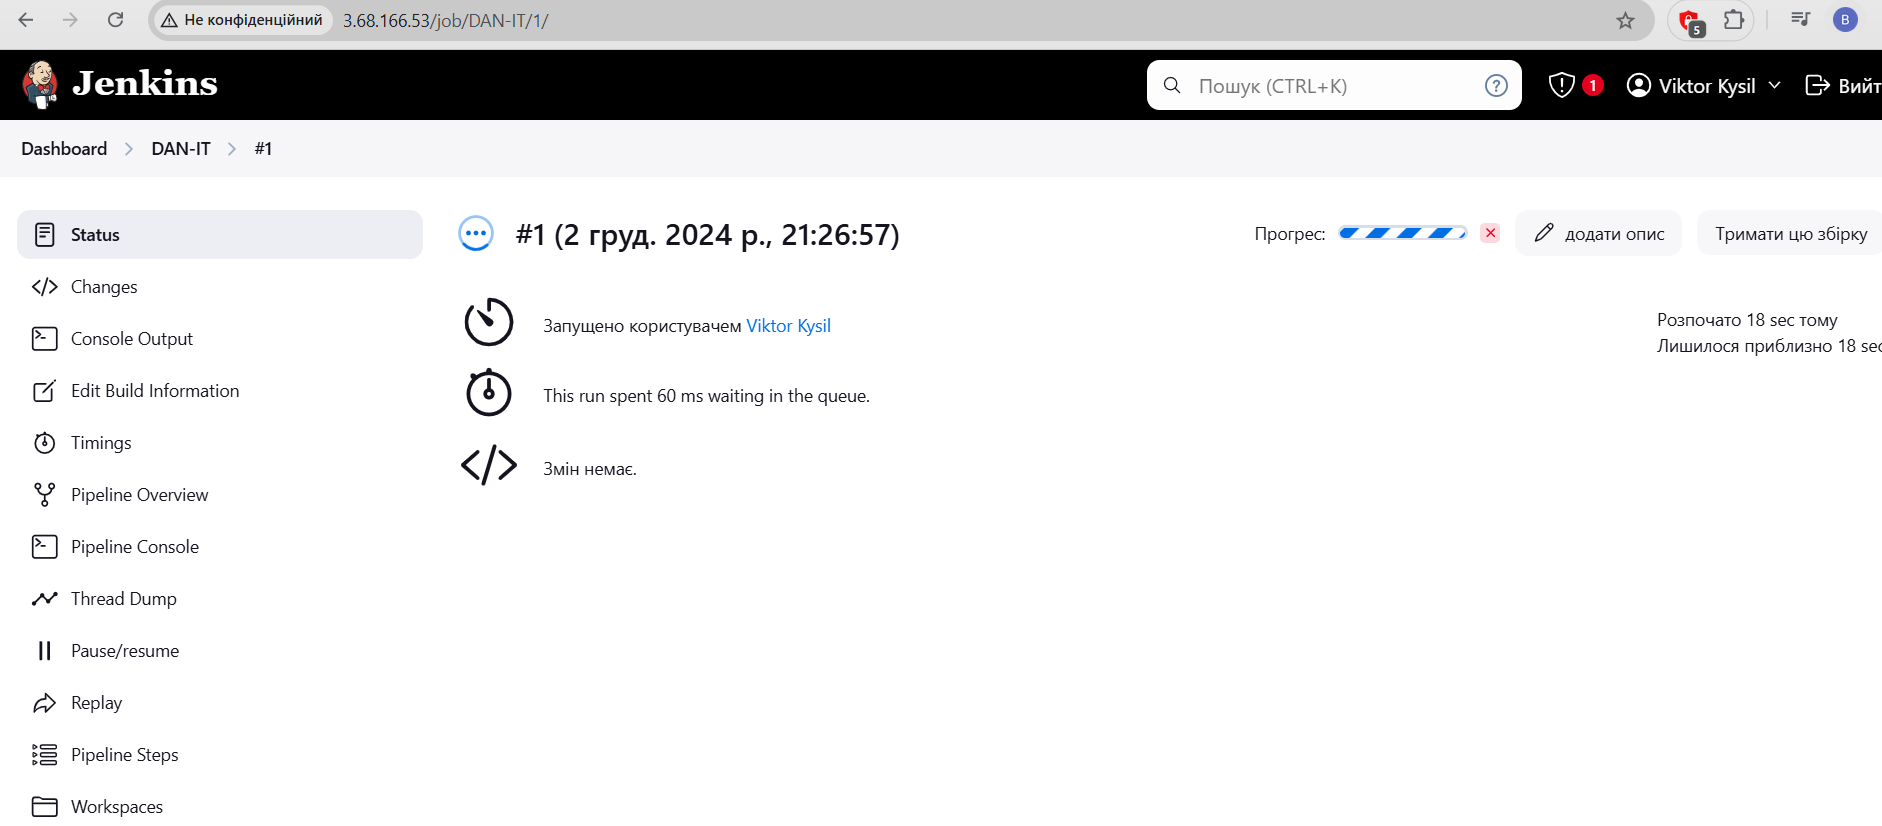 Не конфіденційний 3.68.166.53/job/DAN-IT/1/
5
B
Jenkins
Пошук (CTRL+K)
?
1
Viktor Kysil
Вийт
Dashboard > DAN-IT > #1
Status
Changes
Console Output
Edit Build Information
Timings
Pipeline Overview
Pipeline Console
Thread Dump
Pause/resume
Replay
Pipeline Steps
Workspaces
#1 (2 груд. 2024 р., 21:26:57)
Прогрес:
додати опис
Тримати цю збірку
Запущено користувачем Viktor Kysil
Розпочато 18 sec тому
Лишилося приблизно 18 sec
This run spent 60 ms waiting in the queue.
Змін немає.